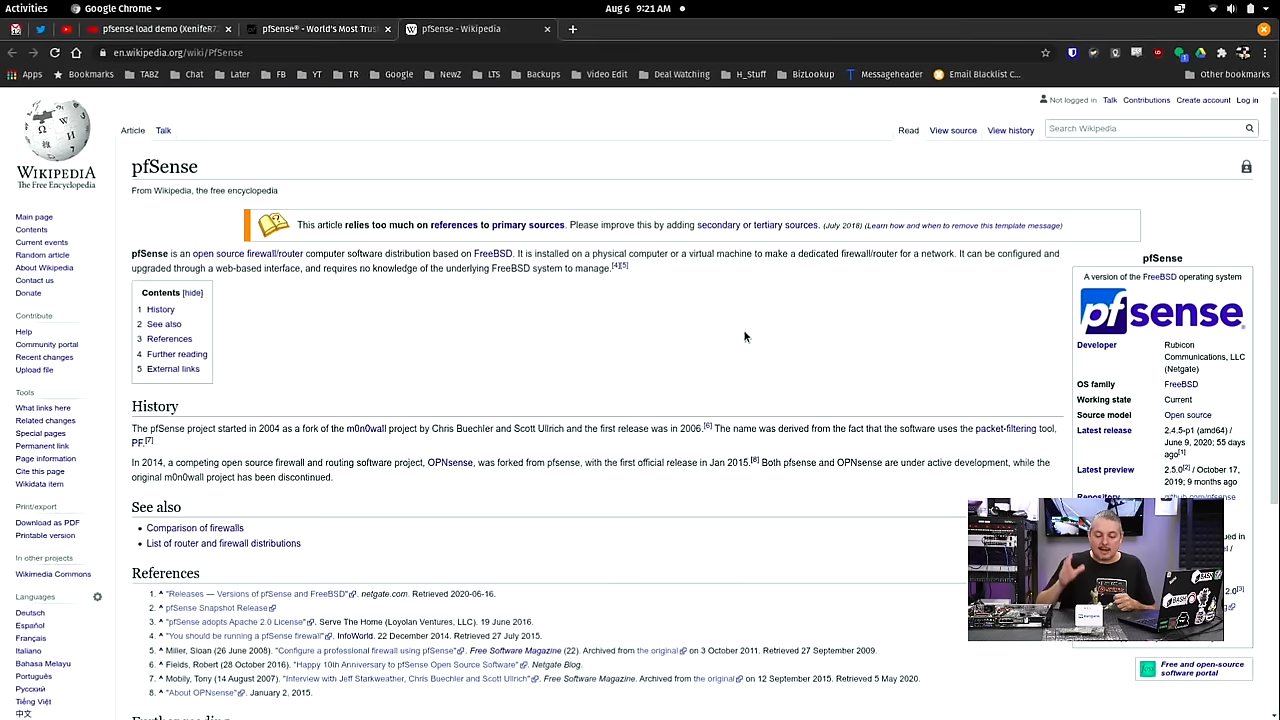 Activities
Google Chrome
Aug 6 9:21 AM
pfsense load demo (XenifeR7
pfSense® - World's Most Trus
pfSense - Wikipedia
en.wikipedia.org/wiki/PfSense
Apps
Bookmarks
TABZ
Chat
Later
FB
YT
TR
Google
NewZ
LTS
Backups
Video Edit
Deal Watching
H_Stuff
BizLookup
Messageheader
Email Blacklist C...
Other bookmarks
Not logged in Talk Contributions Create account Log in
Article Talk
Read View source View history
Search Wikipedia
WIKIPEDIA
The Free Encyclopedia
Main page
Contents
Current events
Random article
About Wikipedia
Contact us
Donate
Contribute
Help
Community portal
Recent changes
Upload file
Tools
What links here
Related changes
Special pages
Permanent link
Page information
Cite this page
Wikidata item
Print/export
Download as PDF
Printable version
In other projects
Wikimedia Commons
Languages
Deutsch
Español
Français
Italiano
Bahasa Melayu
Português
Русский
Tiếng Việt
中文
pfSense
From Wikipedia, the free encyclopedia
This article relies too much on references to primary sources. Please improve this by adding secondary or tertiary sources. (July 2018) (Learn how and when to remove this template message)
pfSense is an open source firewall/router computer software distribution based on FreeBSD. It is installed on a physical computer or a virtual machine to make a dedicated firewall/router for a network. It can be configured and
upgraded through a web-based interface, and requires no knowledge of the underlying FreeBSD system to manage.[4][5]
Contents [hide]
1 History
2 See also
3 References
4 Further reading
5 External links
History
The pfSense project started in 2004 as a fork of the m0n0wall project by Chris Buechler and Scott Ullrich and the first release was in 2006.[6] The name was derived from the fact that the software uses the packet-filtering tool,
PF.[7]
In 2014, a competing open source firewall and routing software project, OPNsense, was forked from pfsense, with the first official release in Jan 2015.[8] Both pfsense and OPNsense are under active development, while the
original m0n0wall project has been discontinued.
See also
• Comparison of firewalls
• List of router and firewall distributions
References
1. ^ "Releases — Versions of pfSense and FreeBSD". netgate.com. Retrieved 2020-06-16.
2. ^ pfSense Snapshot Release
3. ^ "pfSense adopts Apache 2.0 License". Serve The Home (Loyolan Ventures, LLC). 19 June 2016.
4. ^ "You should be running a pfSense firewall". InfoWorld. 22 December 2014. Retrieved 27 July 2015.
5. ^ Miller, Sloan (26 June 2008). "Configure a professional firewall using pfSense". Free Software Magazine (22). Archived from the original on 3 October 2011. Retrieved 27 September 2009.
6. ^ Fields, Robert (28 October 2016). "Happy 10th Anniversary to pfSense Open Source Software". Netgate Blog.
7. ^ Mobily, Tony (14 August 2007). "Interview with Jeff Starkweather, Chris Buechler and Scott Ullrich". Free Software Magazine. Archived from the original on 12 September 2015. Retrieved 5 May 2020.
8. ^ "About OPNsense". January 2, 2015.
pfSense
A version of the FreeBSD operating system
pfsense
Developer Rubicon
Communications, LLC
(Netgate)
OS family FreeBSD
Working state Current
Source model Open source
Latest release 2.4.5-p1 (amd64) /
June 9, 2020; 55 days
ago[1]
Latest preview 2.5.0[2] / October 17,
2019; 9 months ago
Repository github.com/pfsense
2.0[3]
Free and open-source
software portal
Further reading